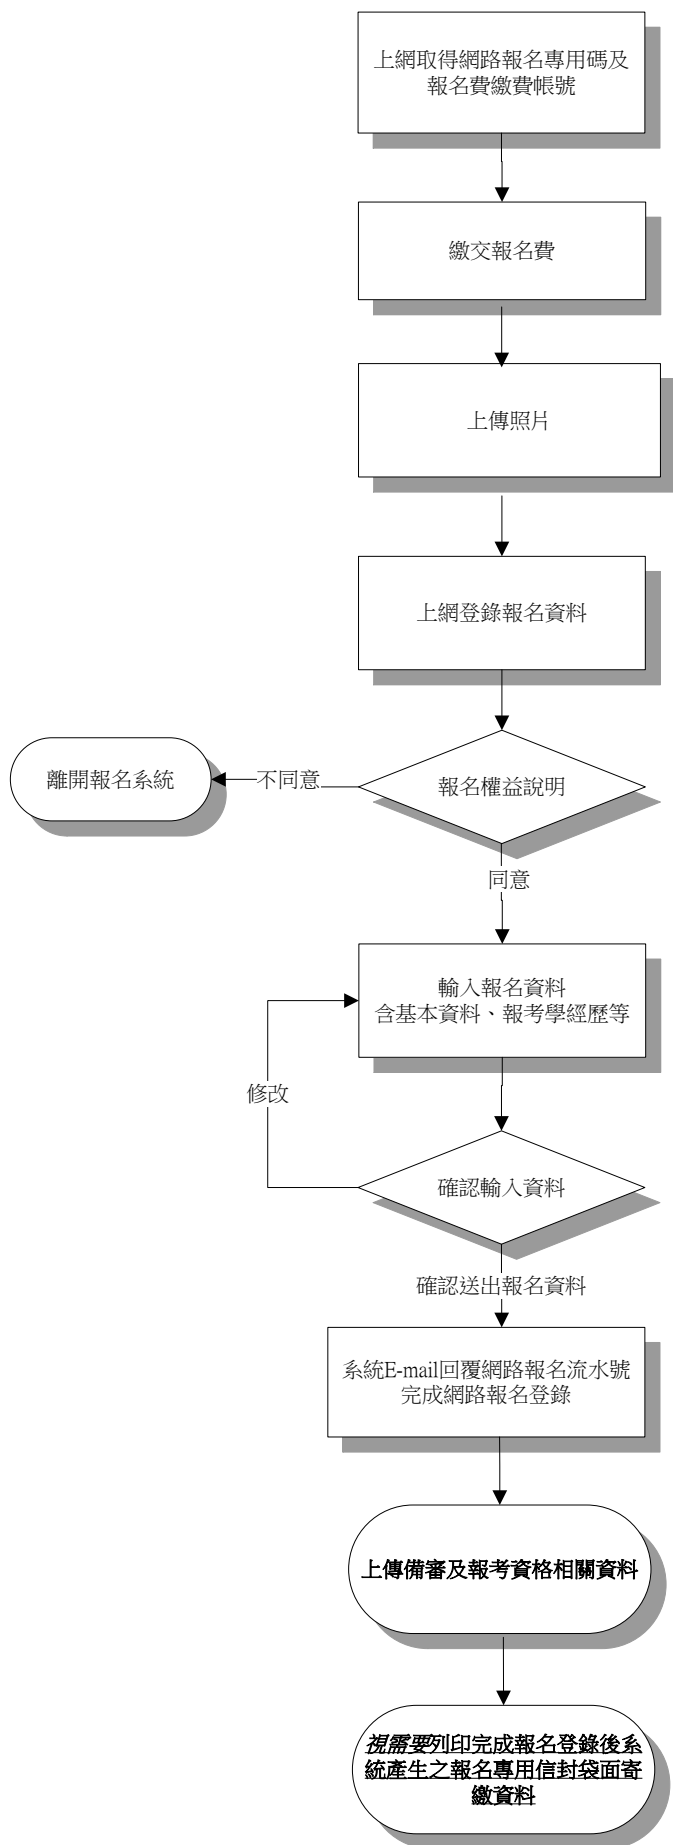 上網取得網路報名專用碼及
報名費繳費帳號
繳交報名費
上傳照片
上網登錄報名資料
離開報名系統
不同意
報名權益說明
同意
輸入報名資料
含基本資料、報考學經歷等
修改
確認輸入資料
確認送出報名資料
系統E-mail回覆網路報名流水號
完成網路報名登錄
上傳備審及報考資格相關資料
視需要列印完成報名登錄後系
統產生之報名專用信封袋面寄
繳資料